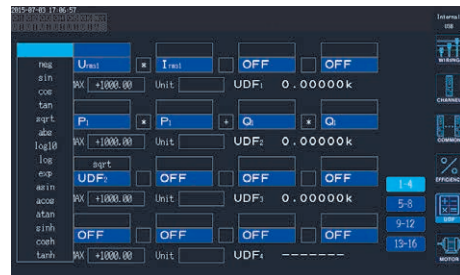 2015-07-03 17:06:57
Internal
USB
WIRING
CHANNEL
COMMON
EFFICIENCY
UDF
MOTOR
neg
sin
cos
tan
sqrt
abs
log10
log
exp
asin
acos
atan
sinh
cosh
tanh
Urms1 * Irms1 OFF OFF
MAX +1000.00 Unit UDF1 0.00000k
P1 * P1 + Q1 * Q1
MAX +1000.00 Unit UDF2 0.00000k
sqrt
UDF2 OFF OFF OFF
MAX +1000.00 Unit UDF3 0.00000k
OFF OFF OFF OFF
MAX +1000.00 Unit UDF4 -------
1-4
5-8
9-12
13-16